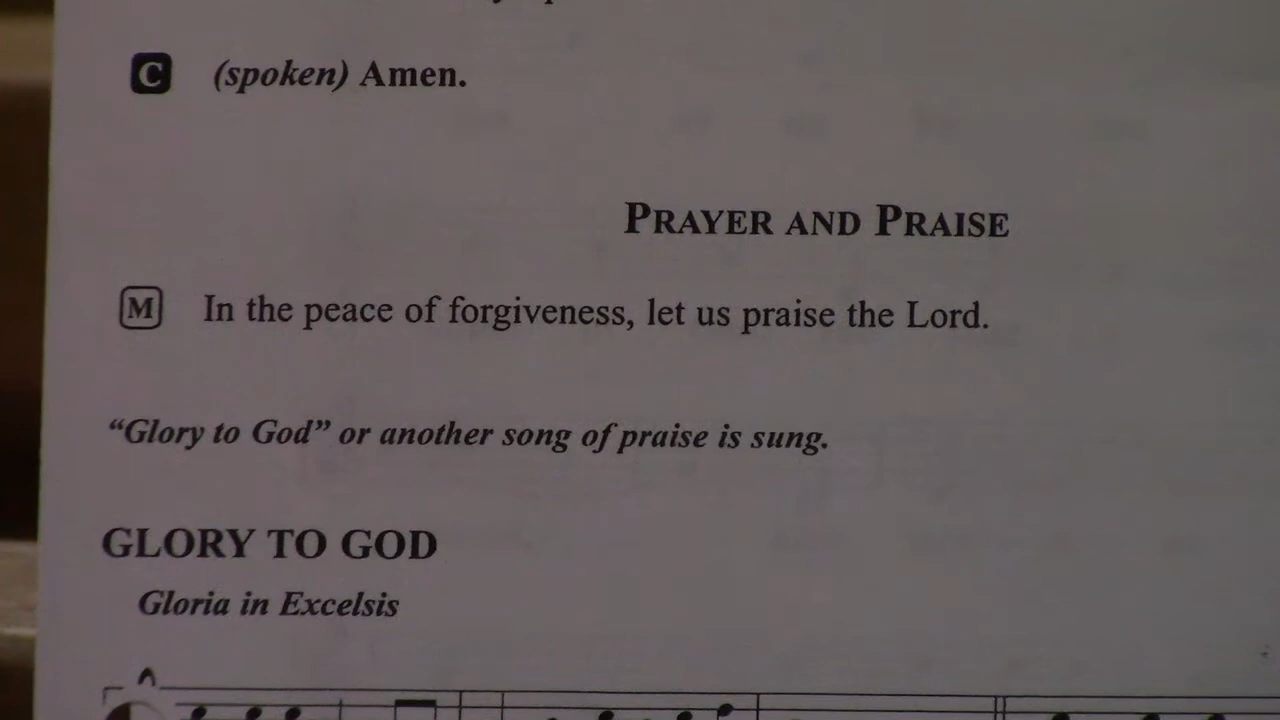 C (spoken) Amen.
PRAYER AND PRAISE
M In the peace of forgiveness, let us praise the Lord.
“Glory to God” or another song of praise is sung.
GLORY TO GOD
Gloria in Excelsis